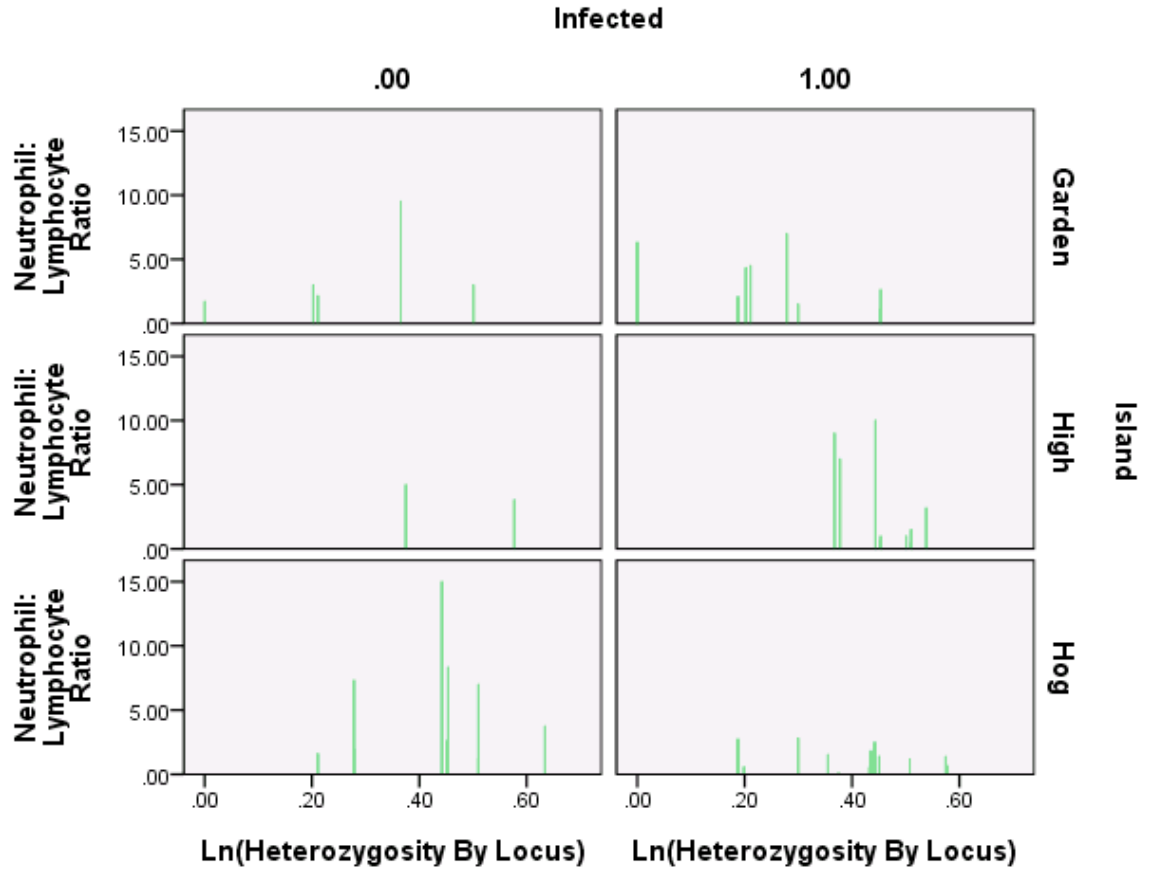 Infected
.00 1.00
Neutrophil:
Lymphocyte
Ratio
15.00
10.00
5.00
.00
Garden
Neutrophil:
Lymphocyte
Ratio
15.00
10.00
5.00
.00
High
Island
Neutrophil:
Lymphocyte
Ratio
15.00
10.00
5.00
.00
Hog
.00 .20 .40 .60 .00 .20 .40 .60
Ln(Heterozygosity By Locus) Ln(Heterozygosity By Locus)